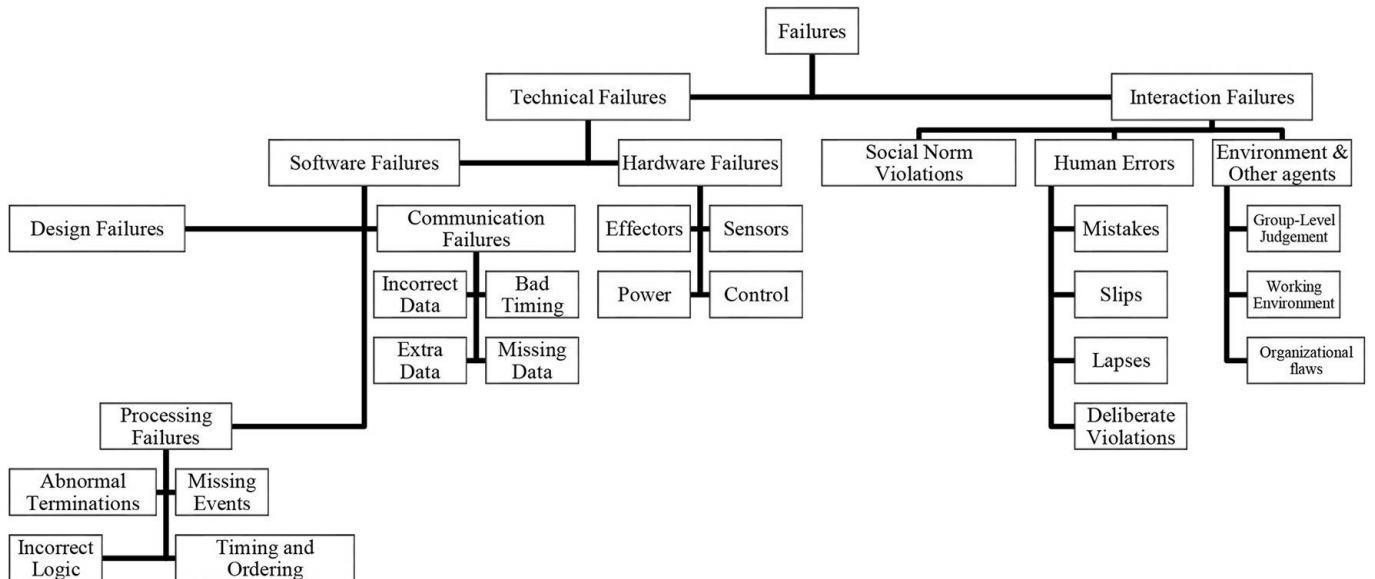 Failures
Technical Failures
Interaction Failures
Software Failures
Hardware Failures
Social Norm
Violations
Human Errors
Environment &
Other agents
Design Failures
Communication
Failures
Effectors
Sensors
Mistakes
Group-Level
Judgement
Incorrect
Data
Bad
Timing
Power
Control
Slips
Working
Environment
Extra
Data
Missing
Data
Lapses
Organizational
flaws
Processing
Failures
Deliberate
Violations
Abnormal
Terminations
Missing
Events
Incorrect
Logic
Timing and
Ordering